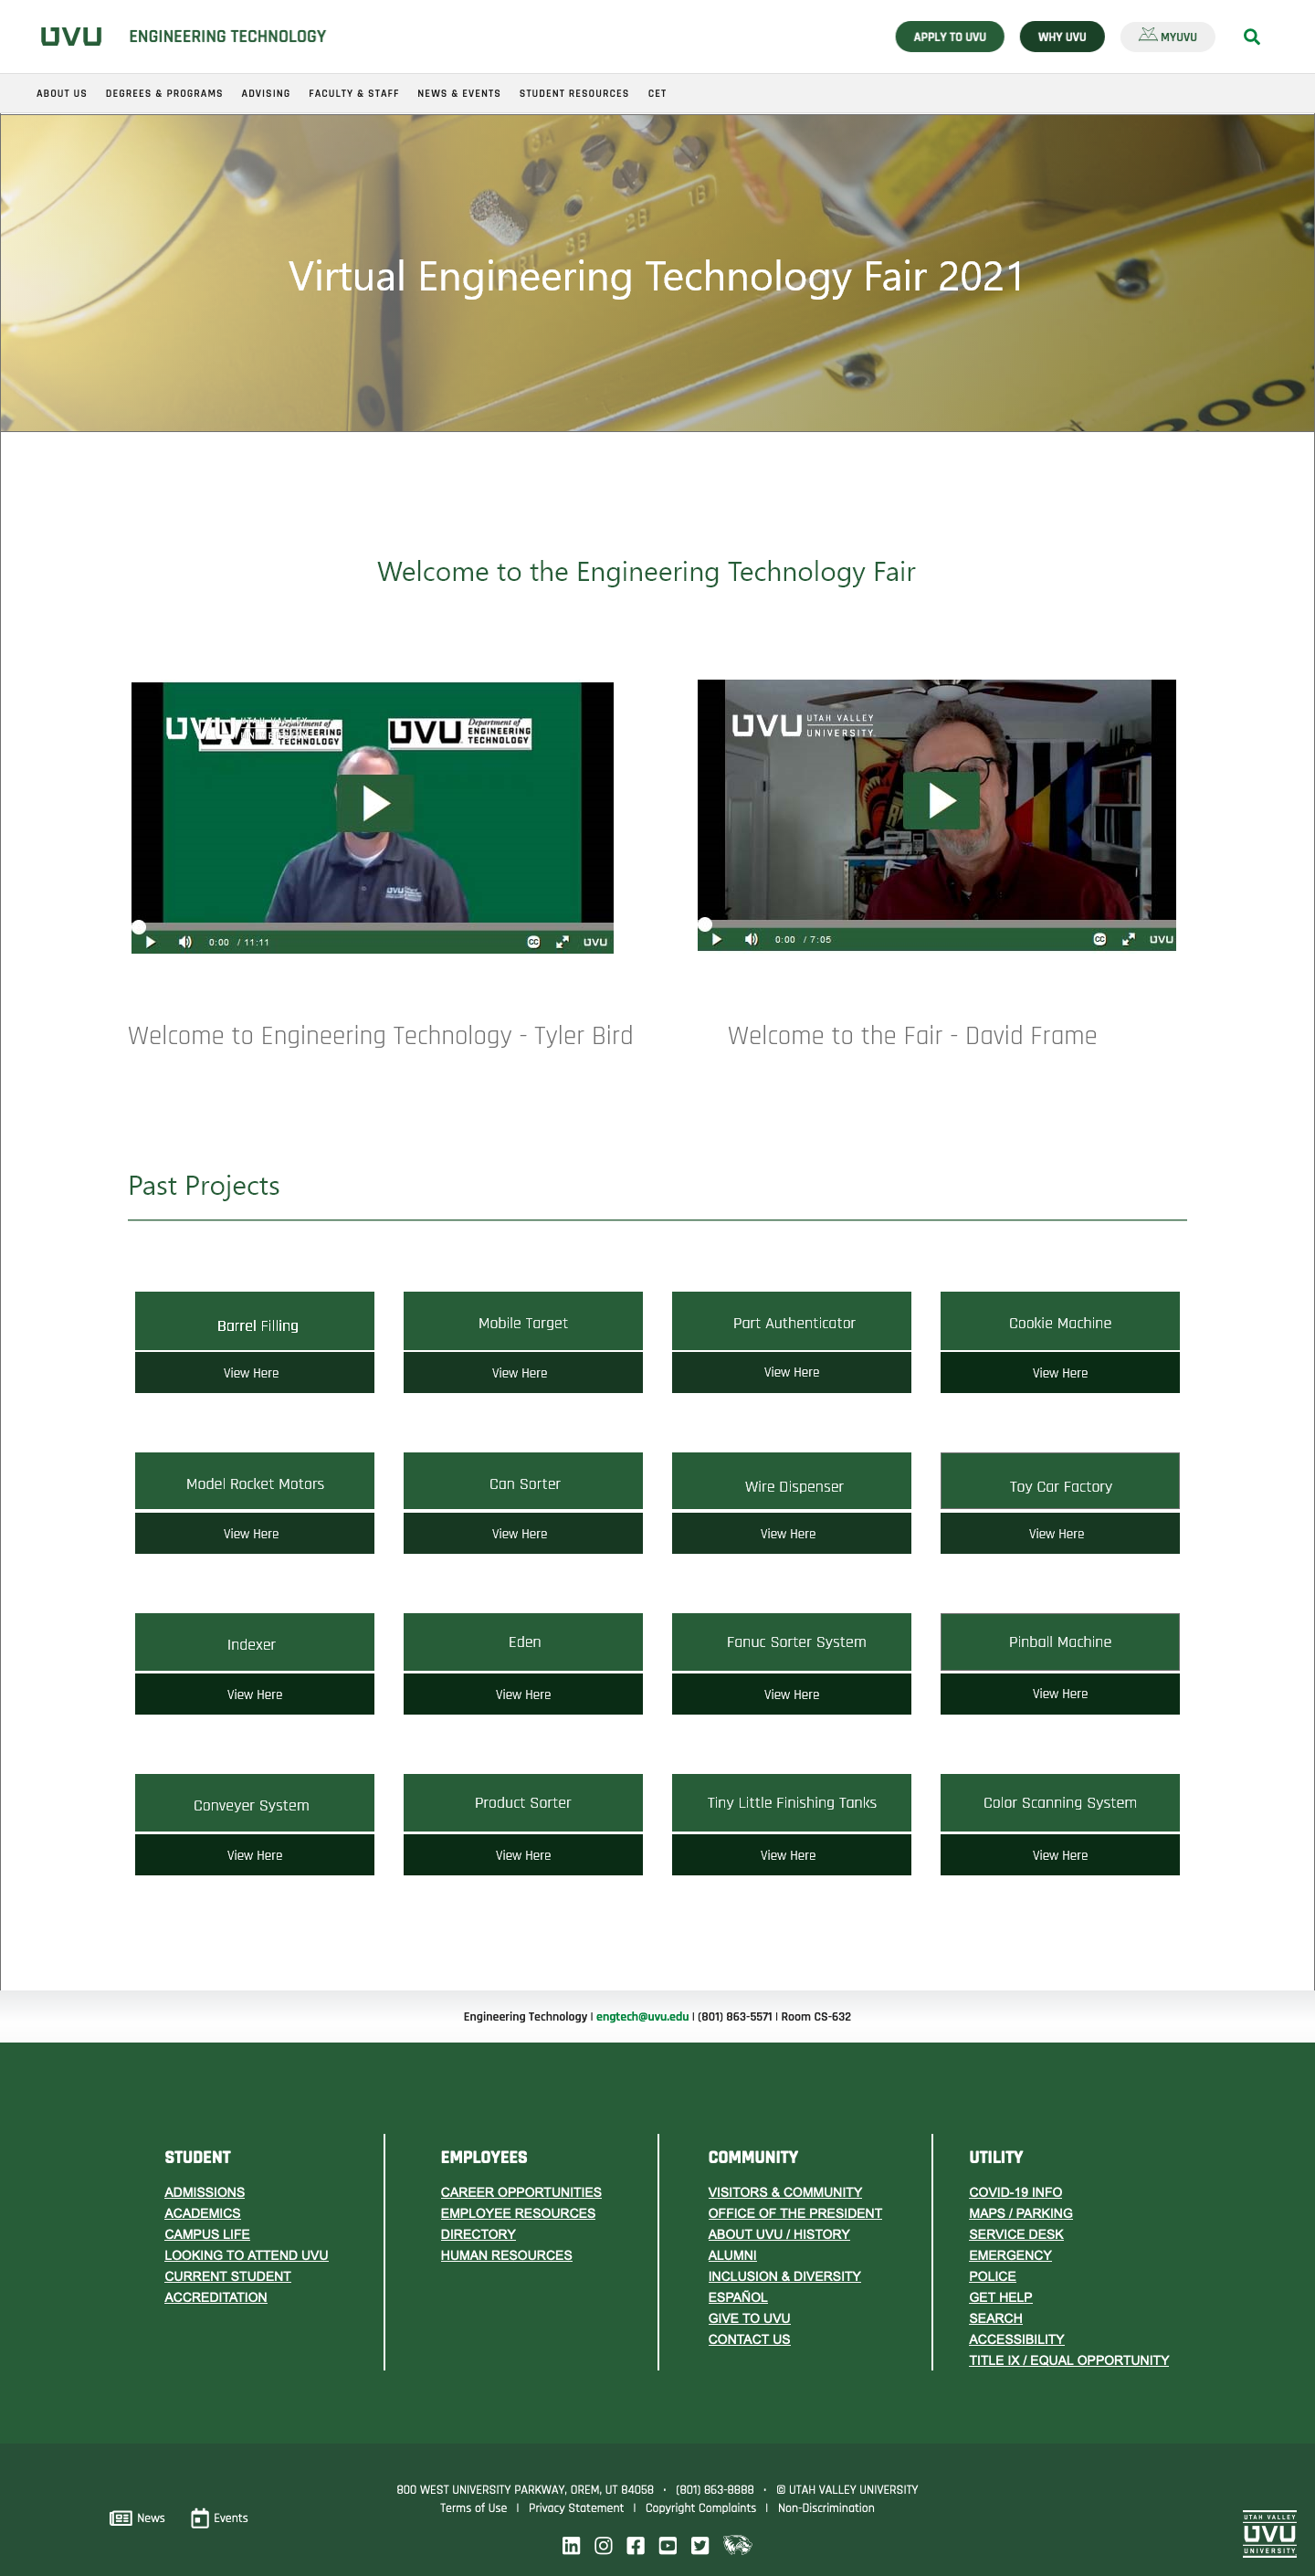 UVU ENGINEERING TECHNOLOGY APPLY TO UVU WHY UVU MYUVU
ABOUT US DEGREES & PROGRAMS ADVISING FACULTY & STAFF NEWS & EVENTS STUDENT RESOURCES CET
3B 2B 1B
18
Virtual Engineering Technology Fair 2021
Welcome to the Engineering Technology Fair
UVU UTAH VALLEY
UVU Department of ENGINEERING TECHNOLOGY
UVU
0:00 / 11:11 CC UVU
UVU UTAH VALLEY UNIVERSITY.
0:00 / 7:05 CC UVU
Welcome to Engineering Technology - Tyler Bird
Welcome to the Fair - David Frame
Past Projects
Barrel Filling Mobile Target Part Authenticator Cookie Machine
View Here View Here View Here View Here
Model Rocket Motors Can Sorter Wire Dispenser Toy Car Factory
View Here View Here View Here View Here
Indexer Eden Fanuc Sorter System Pinball Machine
View Here View Here View Here View Here
Conveyer System Product Sorter Tiny Little Finishing Tanks Color Scanning System
View Here View Here View Here View Here
Engineering Technology | engtech@uvu.edu | (801) 863-5571 | Room CS-632
STUDENT
ADMISSIONS
ACADEMICS
CAMPUS LIFE
LOOKING TO ATTEND UVU
CURRENT STUDENT
ACCREDITATION
EMPLOYEES
CAREER OPPORTUNITIES
EMPLOYEE RESOURCES
DIRECTORY
HUMAN RESOURCES
COMMUNITY
VISITORS & COMMUNITY
OFFICE OF THE PRESIDENT
ABOUT UVU / HISTORY
ALUMNI
INCLUSION & DIVERSITY
ESPAÑOL
GIVE TO UVU
CONTACT US
UTILITY
COVID-19 INFO
MAPS / PARKING
SERVICE DESK
EMERGENCY
POLICE
GET HELP
SEARCH
ACCESSIBILITY
TITLE IX / EQUAL OPPORTUNITY
800 WEST UNIVERSITY PARKWAY, OREM, UT 84058 • (801) 863-8888 • © UTAH VALLEY UNIVERSITY
Terms of Use | Privacy Statement | Copyright Complaints | Non-Discrimination
News Events
UTAH VALLEY
UVU
UNIVERSITY